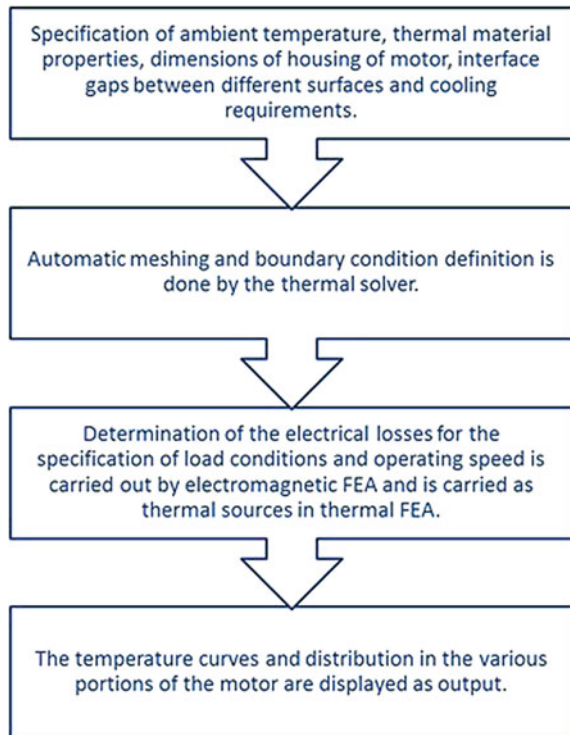 Specification of ambient temperature, thermal material
properties, dimensions of housing of motor, interface
gaps between different surfaces and cooling
requirements.
Automatic meshing and boundary condition definition is
done by the thermal solver.
Determination of the electrical losses for the
specification of load conditions and operating speed is
carried out by electromagnetic FEA and is carried as
thermal sources in thermal FEA.
The temperature curves and distribution in the various
portions of the motor are displayed as output.